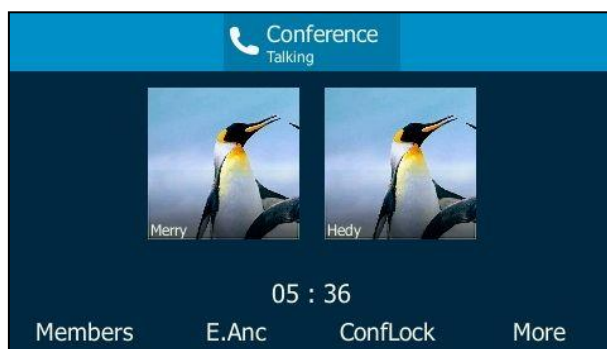 Conference
Talking
Merry Hedy
05 : 36
Members E.Anc ConfLock More